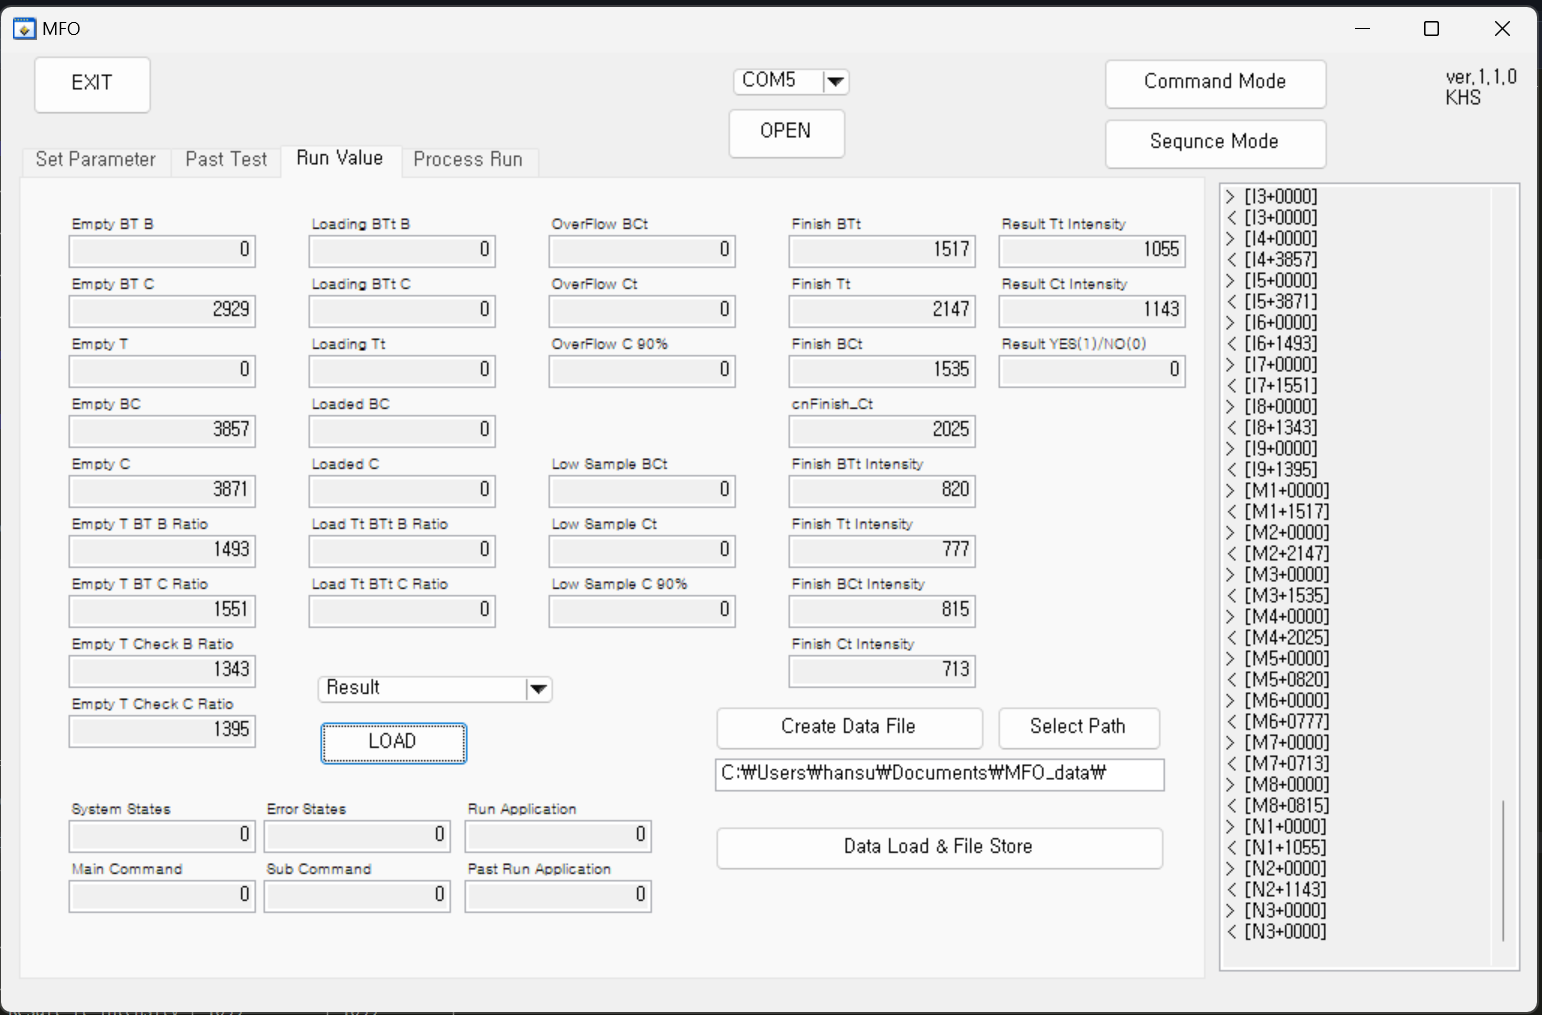 MFO
EXIT
COM5
OPEN
Command Mode
Sequnce Mode
ver,1,1,0
KHS
Set Parameter
Past Test
Run Value
Process Run
Empty BT B
0
Empty BT C
2929
Empty T
0
Empty BC
3857
Empty C
3871
Empty T BT B Ratio
1493
Empty T BT C Ratio
1551
Empty T Check B Ratio
1343
Empty T Check C Ratio
1395
Loading BTt B
0
Loading BTt C
0
Loading Tt
0
Loaded BC
0
Loaded C
0
Load Tt BTt B Ratio
0
Load Tt BTt C Ratio
0
Result
LOAD
OverFlow BCt
0
OverFlow Ct
0
OverFlow C 90%
0
Low Sample BCt
0
Low Sample Ct
0
Low Sample C 90%
0
Finish BTt
1517
Finish Tt
2147
Finish BCt
1535
cnFinish_Ct
2025
Finish BTt Intensity
820
Finish Tt Intensity
777
Finish BCt Intensity
815
Finish Ct Intensity
713
Result Tt Intensity
1055
Result Ct Intensity
1143
Result YES(1)/NO(0)
0
Create Data File
Select Path
C:₩Users₩hansu₩Documents₩MFO_data₩
Data Load & File Store
System States
0
Error States
0
Run Application
0
Main Command
0
Sub Command
0
Past Run Application
0
> [I3+0000]
< [I3+0000]
> [I4+0000]
< [I4+3857]
> [I5+0000]
< [I5+3871]
> [I6+0000]
< [I6+1493]
> [I7+0000]
< [I7+1551]
> [I8+0000]
< [I8+1343]
> [I9+0000]
< [I9+1395]
> [M1+0000]
< [M1+1517]
> [M2+0000]
< [M2+2147]
> [M3+0000]
< [M3+1535]
> [M4+0000]
< [M4+2025]
> [M5+0000]
< [M5+0820]
> [M6+0000]
< [M6+0777]
> [M7+0000]
< [M7+0713]
> [M8+0000]
< [M8+0815]
> [N1+0000]
< [N1+1055]
> [N2+0000]
< [N2+1143]
> [N3+0000]
< [N3+0000]